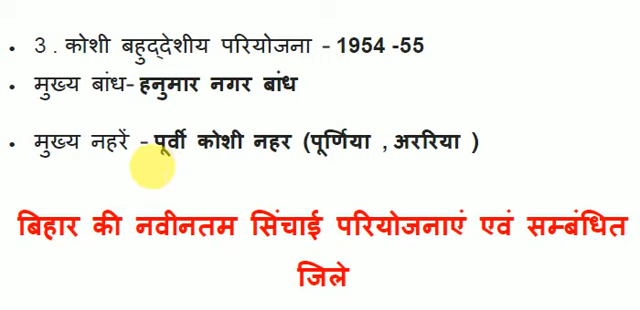 • 3 . कोशी बहुद्देशीय परियोजना - 1954 -55
• मुख्य बांध- हनुमार नगर बांध
• मुख्य नहरें - पूर्वी कोशी नहर (पूर्णिया , अररिया )
बिहार की नवीनतम सिंचाई परियोजनाएं एवं सम्बंधित
जिले